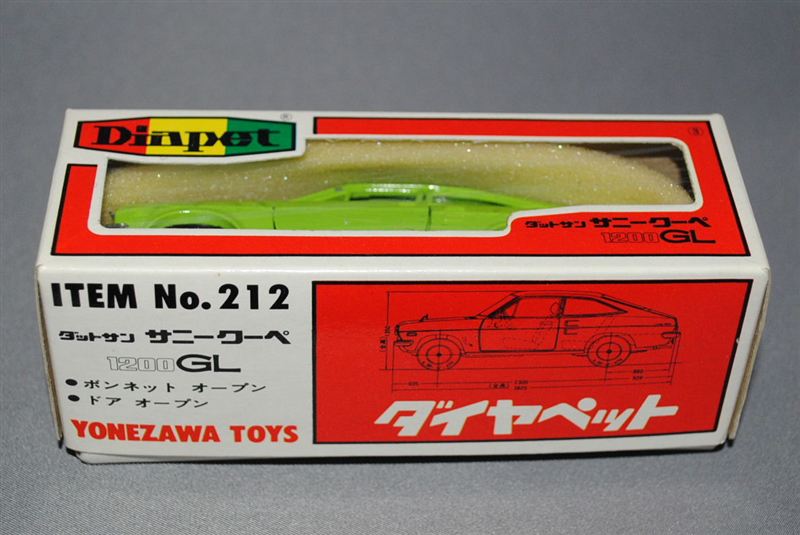 Diapet ®
ダットサン サニークーペ
1200GL
ITEM No.212
ダットサン サニークーペ
1200GL
• ボンネット オープン
• ドア オープン
YONEZAWA TOYS
E
ダイヤペット